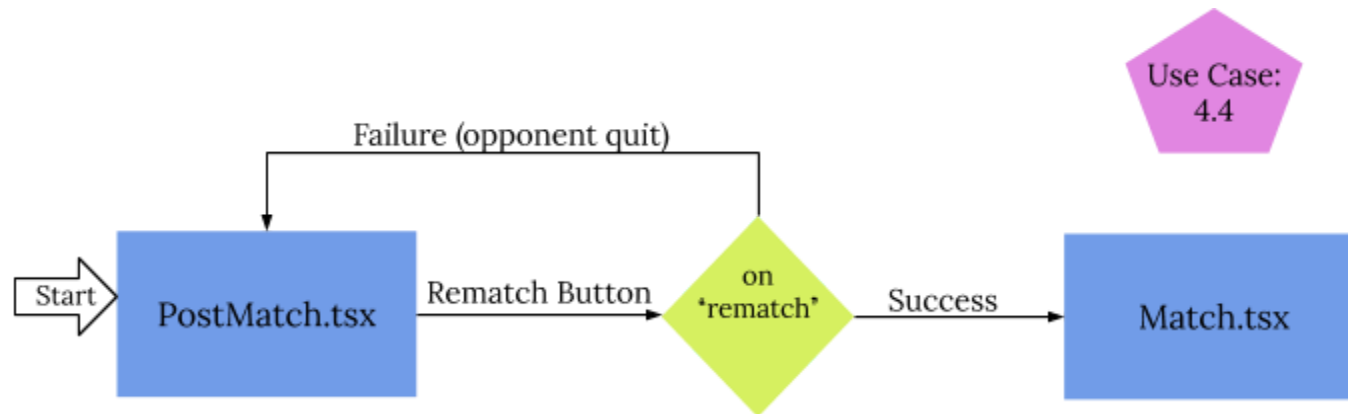 Use Case:
4.4
Failure (opponent quit)
Start
PostMatch.tsx
Rematch Button
on
“rematch”
Success
Match.tsx